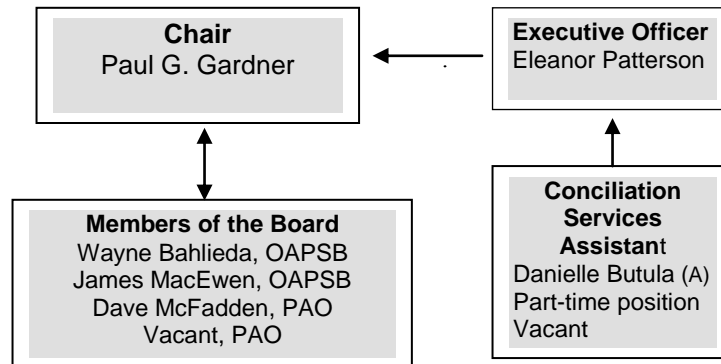 Chair
Paul G. Gardner
Executive Officer
Eleanor Patterson
Members of the Board
Wayne Bahlieda, OAPSB
James MacEwen, OAPSB
Dave McFadden, PAO
Vacant, PAO
Conciliation
Services
Assistant
Danielle Butula (A)
Part-time position
Vacant